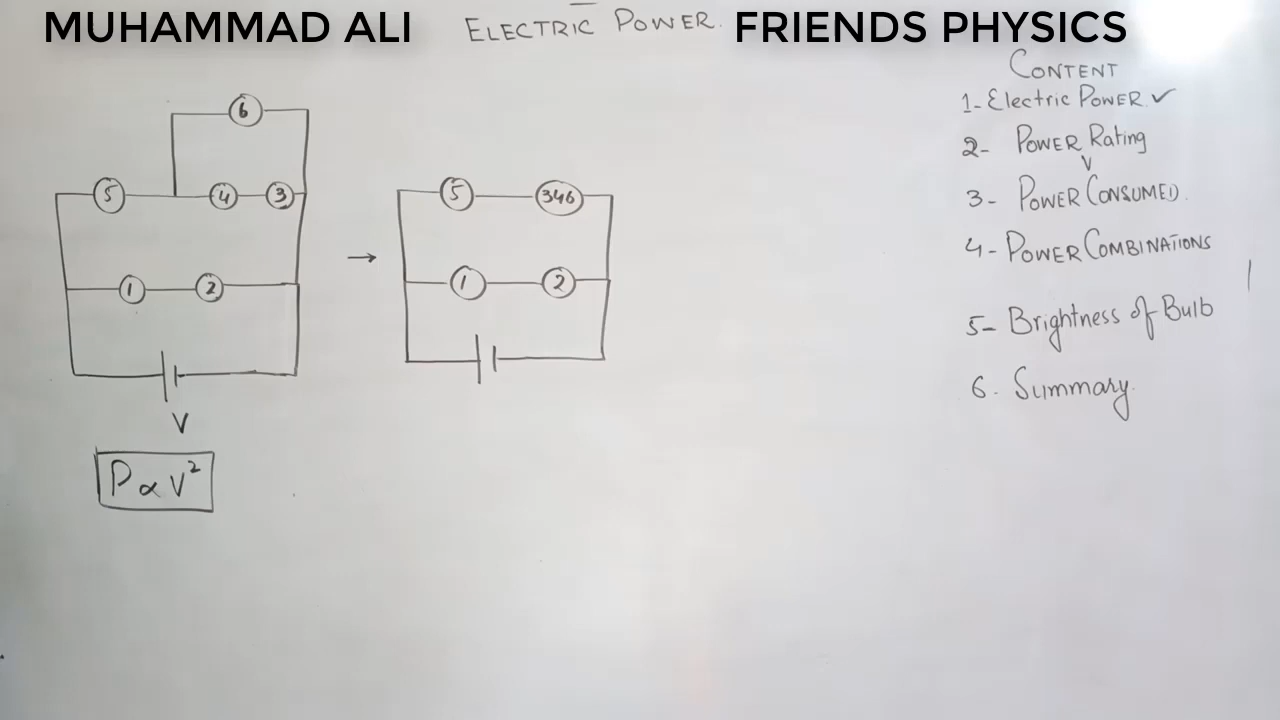 MUHAMMAD ALI ELECTRIC POWER. FRIENDS PHYSICS
CONTENT
1- Electric POWER ✓
2- POWER Rating
V
3- POWER CONSUMED.
4- POWER COMBINATIONS
5- Brightness of Bulb
6. Summary.
6
5 4 3
1 2
V
→
5 346
1 2
P ∝ V²